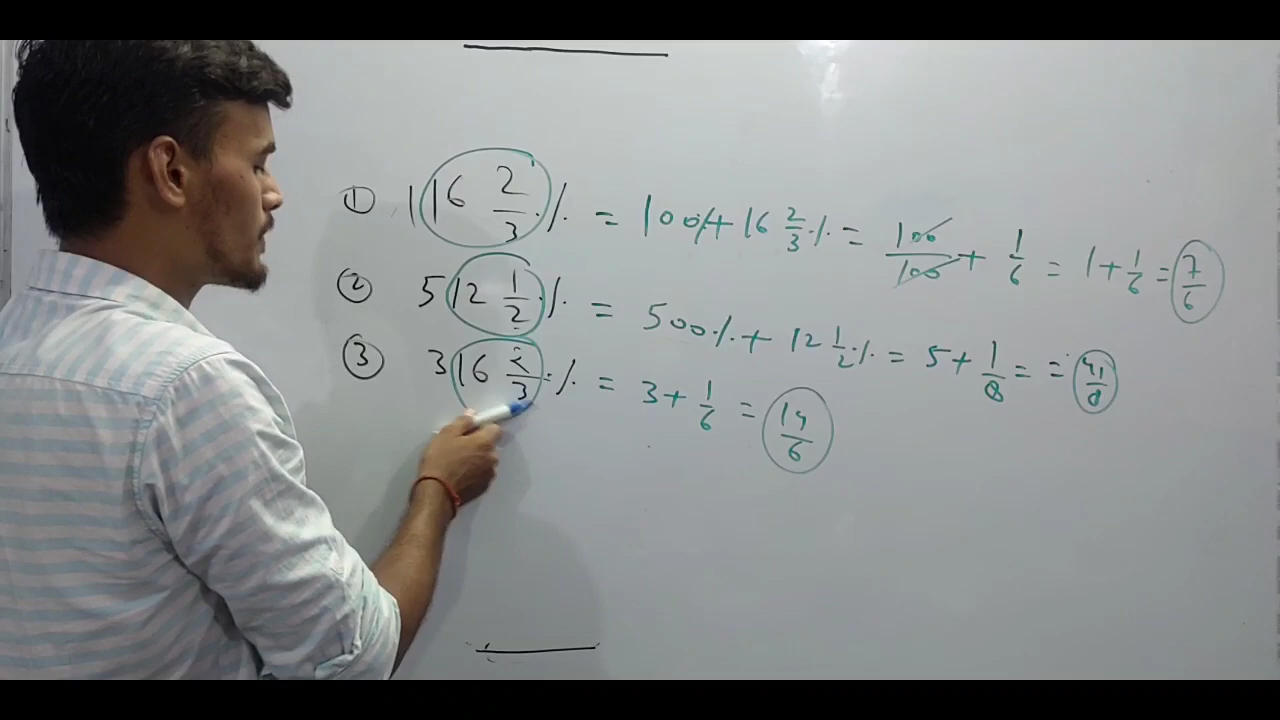 ① 116 2/3 % = 100% + 16 2/3 % = 100/100 + 1/6 = 1 + 1/6 = 7/6
② 512 1/2 % = 500% + 12 1/2 % = 5 + 1/8 = = 41/8
③ 316 2/3 % = 3 + 1/6 = 19/6